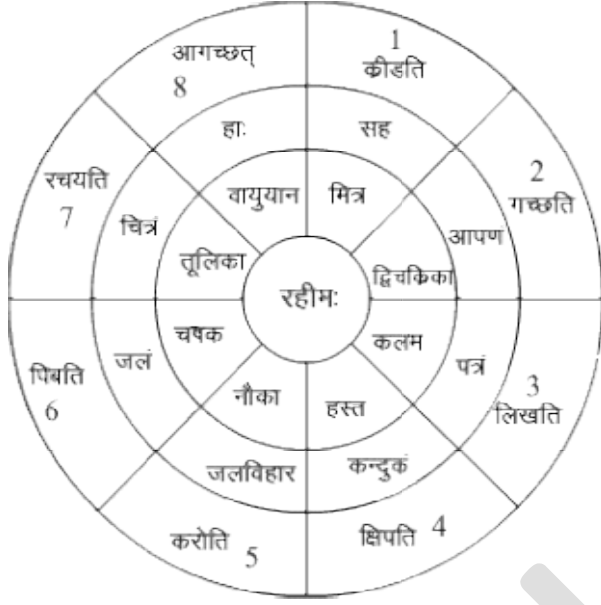 आगच्छत्
8
1
क्रीडति
हाः
सह
रचयति
7
चित्रं
वायुयान
मित्र
आपण
2
गच्छति
तूलिका
रहीमः
द्विचक्रिका
चषक
कलम
पिबति
6
जलं
नौका
हस्त
पत्रं
3
लिखति
जलविहार
कन्दुकं
करोति 5
क्षिपति 4